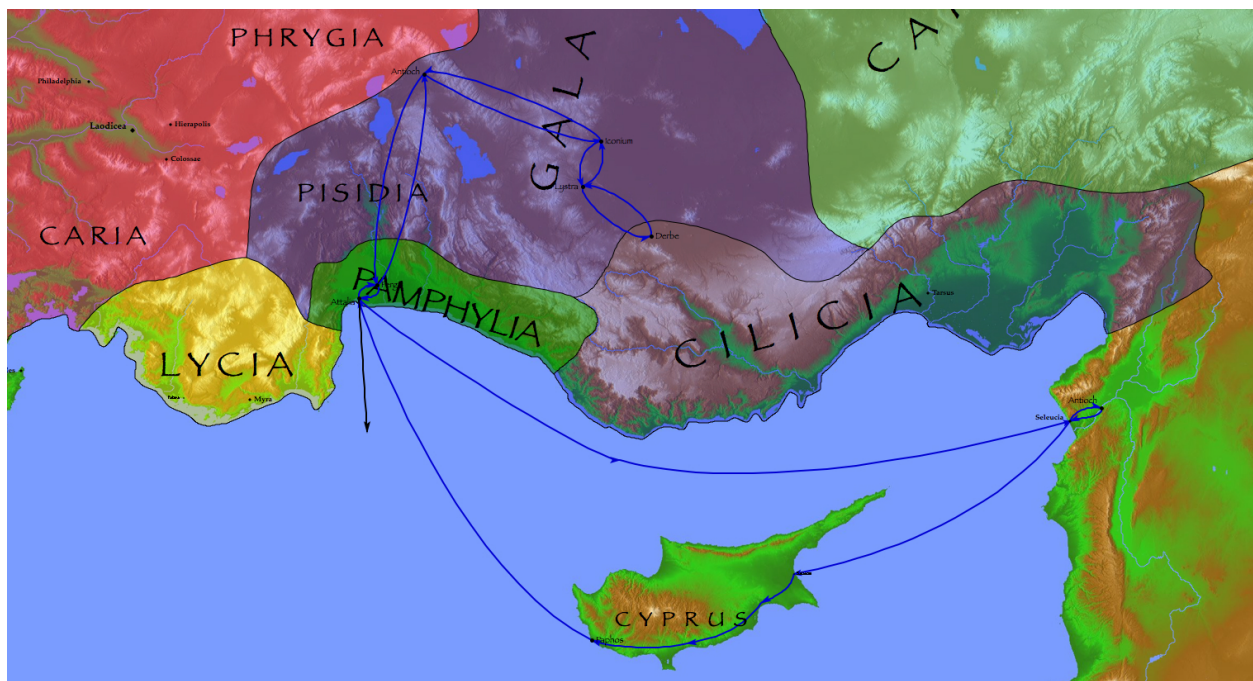 PHRYGIA
CA
Antioch
Philadelphia
GALA
Laodicea
Hierapolis
Iconium
Colossae
PISIDIA
Lystra
CARIA
Derbe
PAMPHYLIA
Tarsus
CILICIA
LYCIA
Myra
Antioch
Seleucia
CYPRUS
Paphos